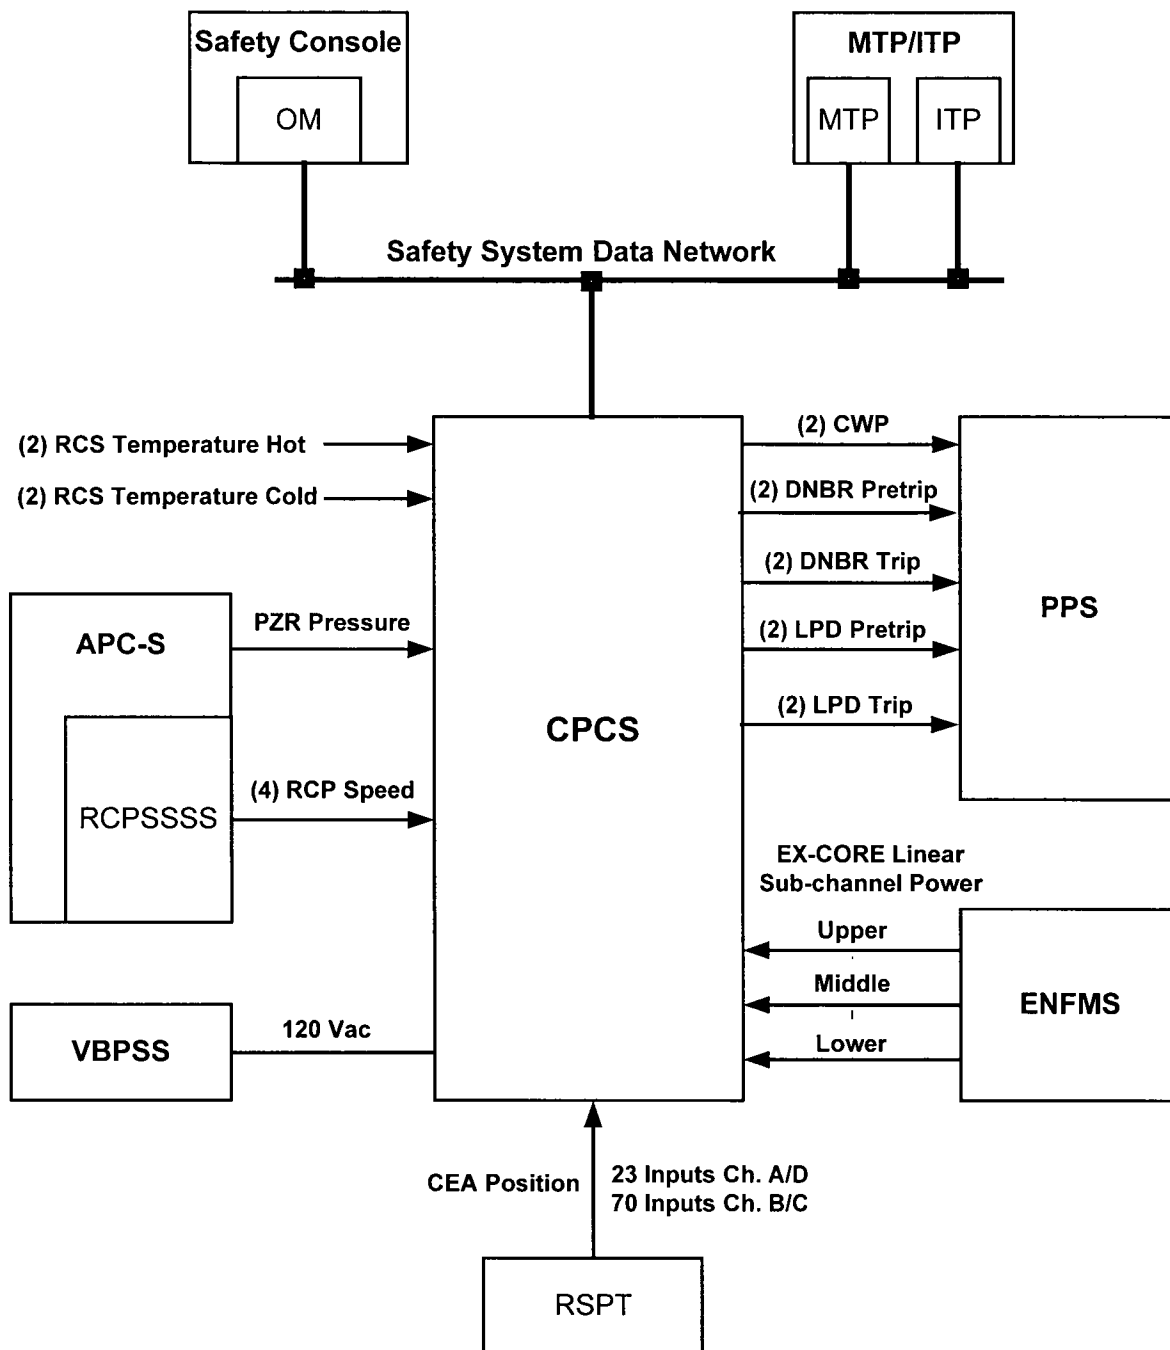 Safety Console
OM
MTP/ITP
MTP
ITP
Safety System Data Network
(2) RCS Temperature Hot
(2) RCS Temperature Cold
APC-S
RCPSSSS
PZR Pressure
(4) RCP Speed
VBPSS
120 Vac
CPCS
(2) CWP
(2) DNBR Pretrip
(2) DNBR Trip
(2) LPD Pretrip
(2) LPD Trip
PPS
EX-CORE Linear
Sub-channel Power
Upper
Middle
Lower
ENFMS
CEA Position
23 Inputs Ch. A/D
70 Inputs Ch. B/C
RSPT